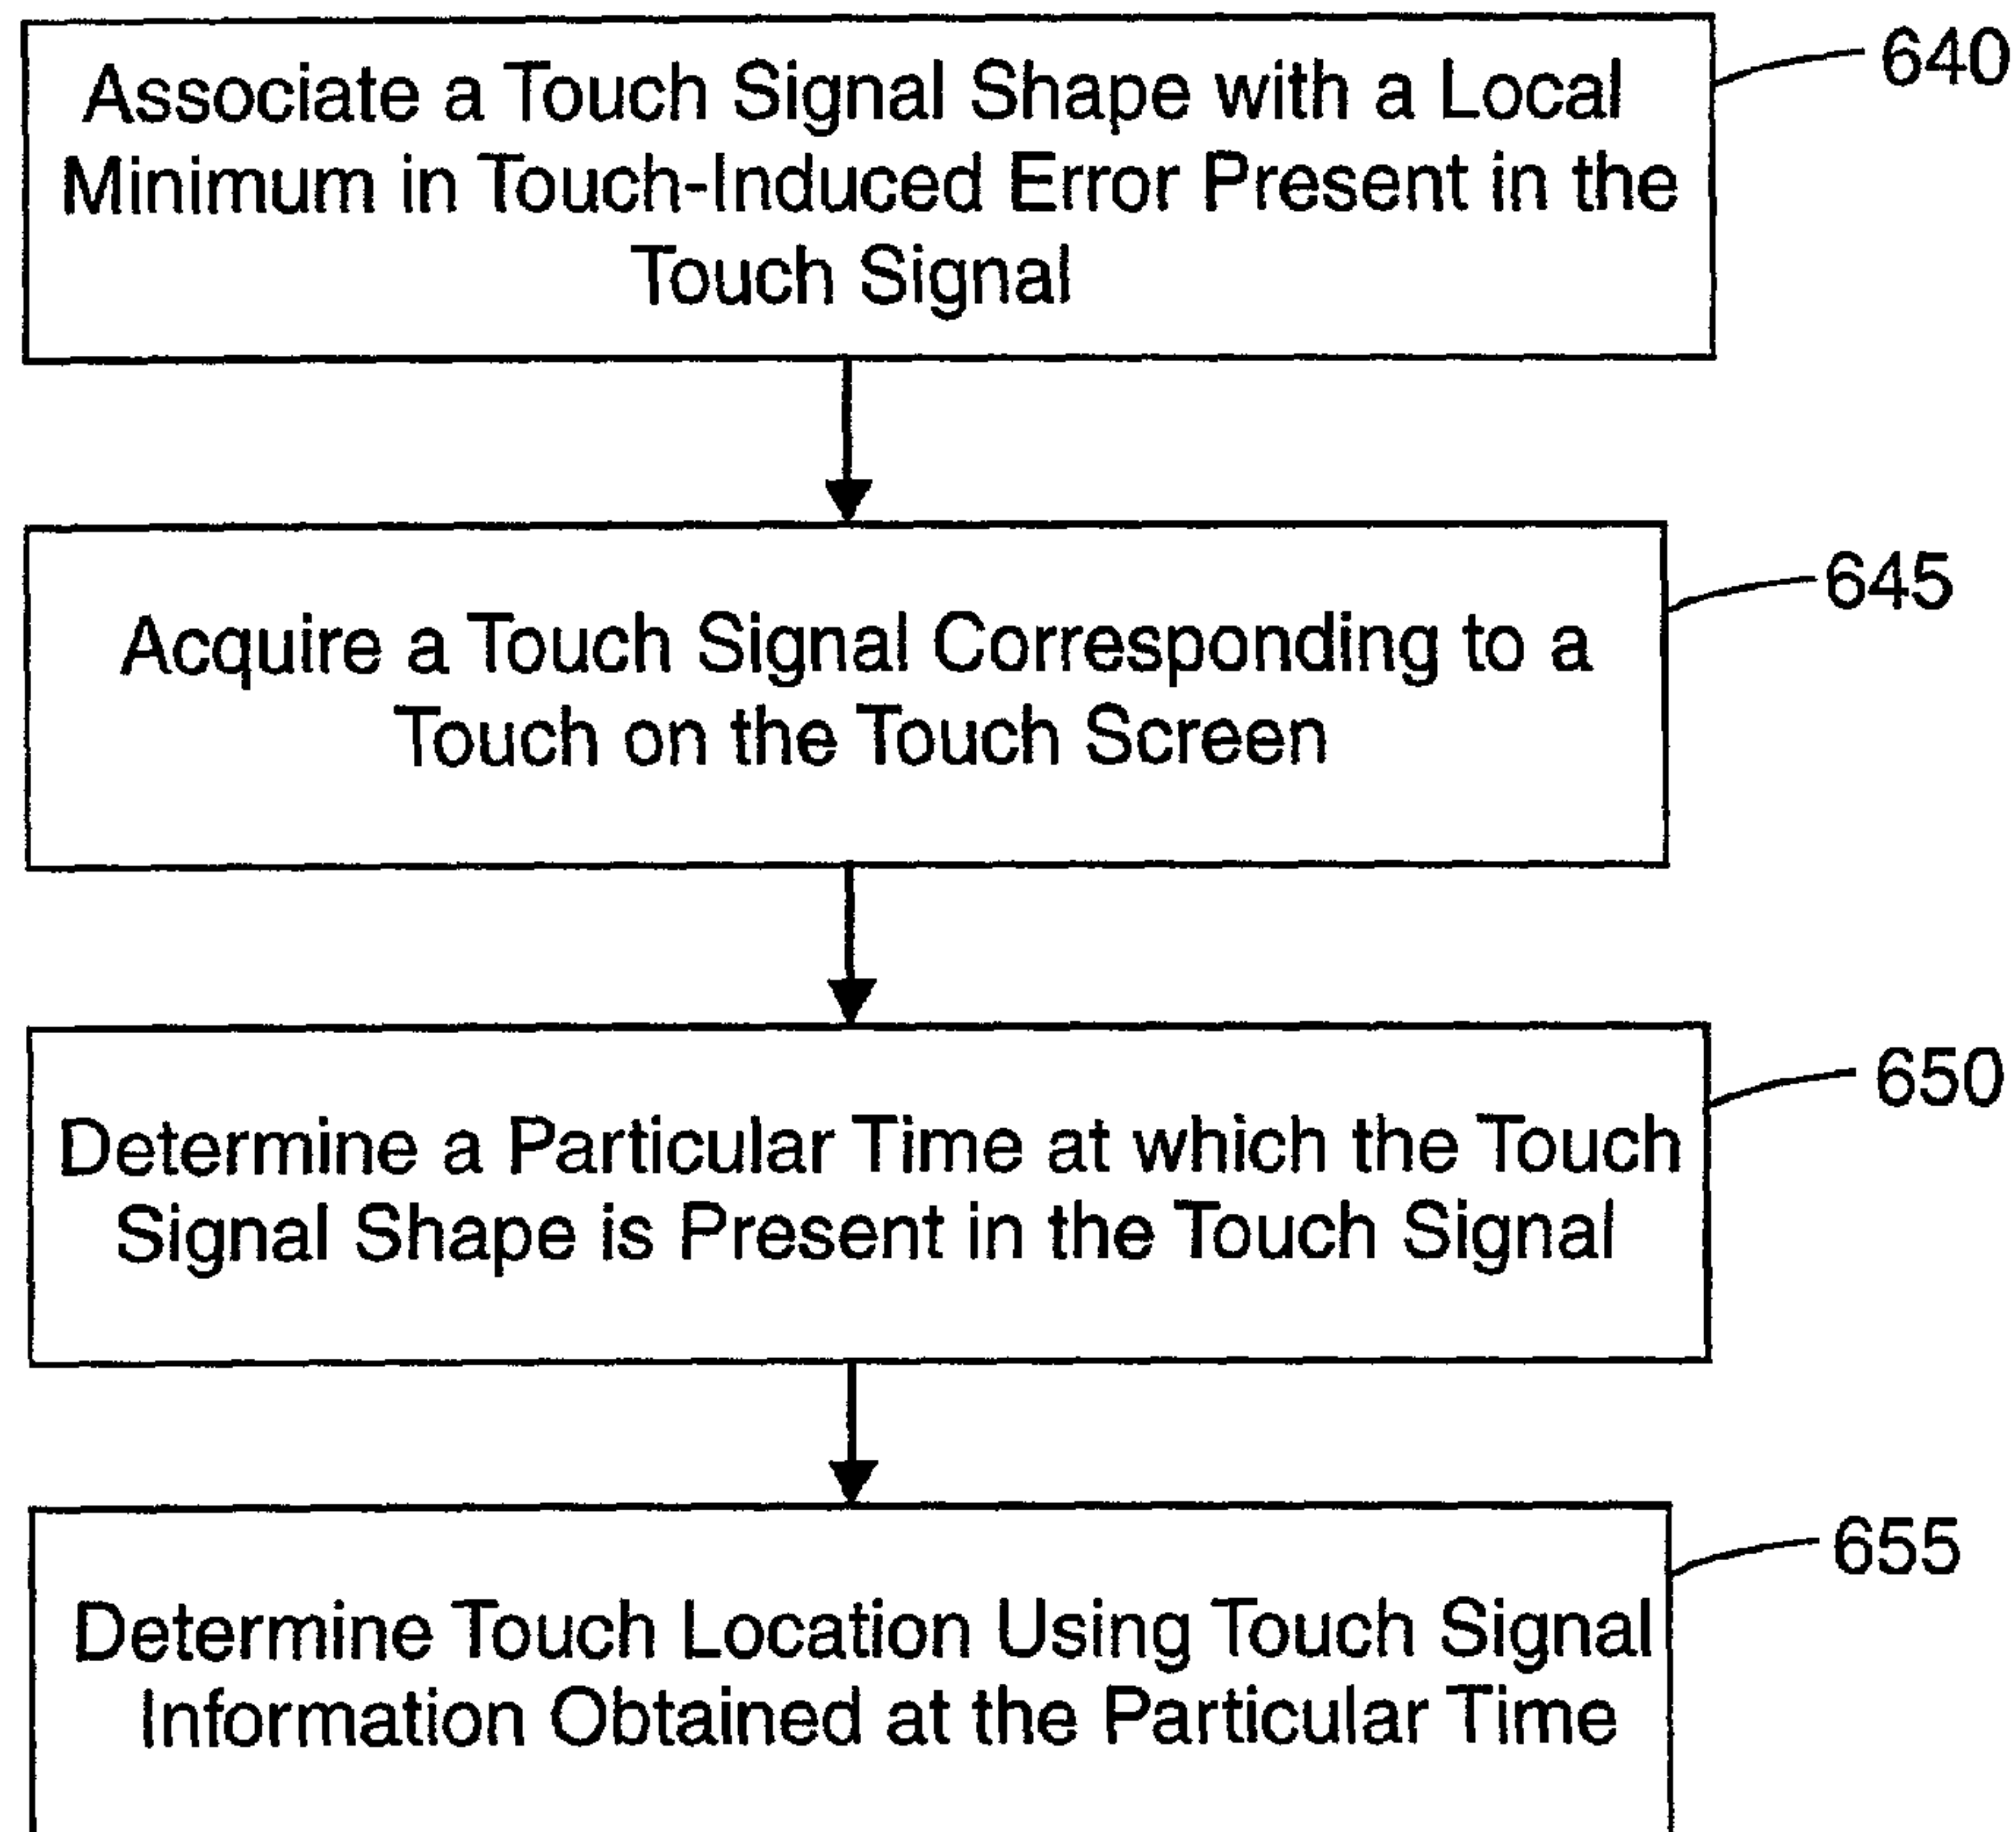 Associate a Touch Signal Shape with a Local
Minimum in Touch-Induced Error Present in the
Touch Signal
640
Acquire a Touch Signal Corresponding to a
Touch on the Touch Screen
645
Determine a Particular Time at which the Touch
Signal Shape is Present in the Touch Signal
650
Determine Touch Location Using Touch Signal
Information Obtained at the Particular Time
655